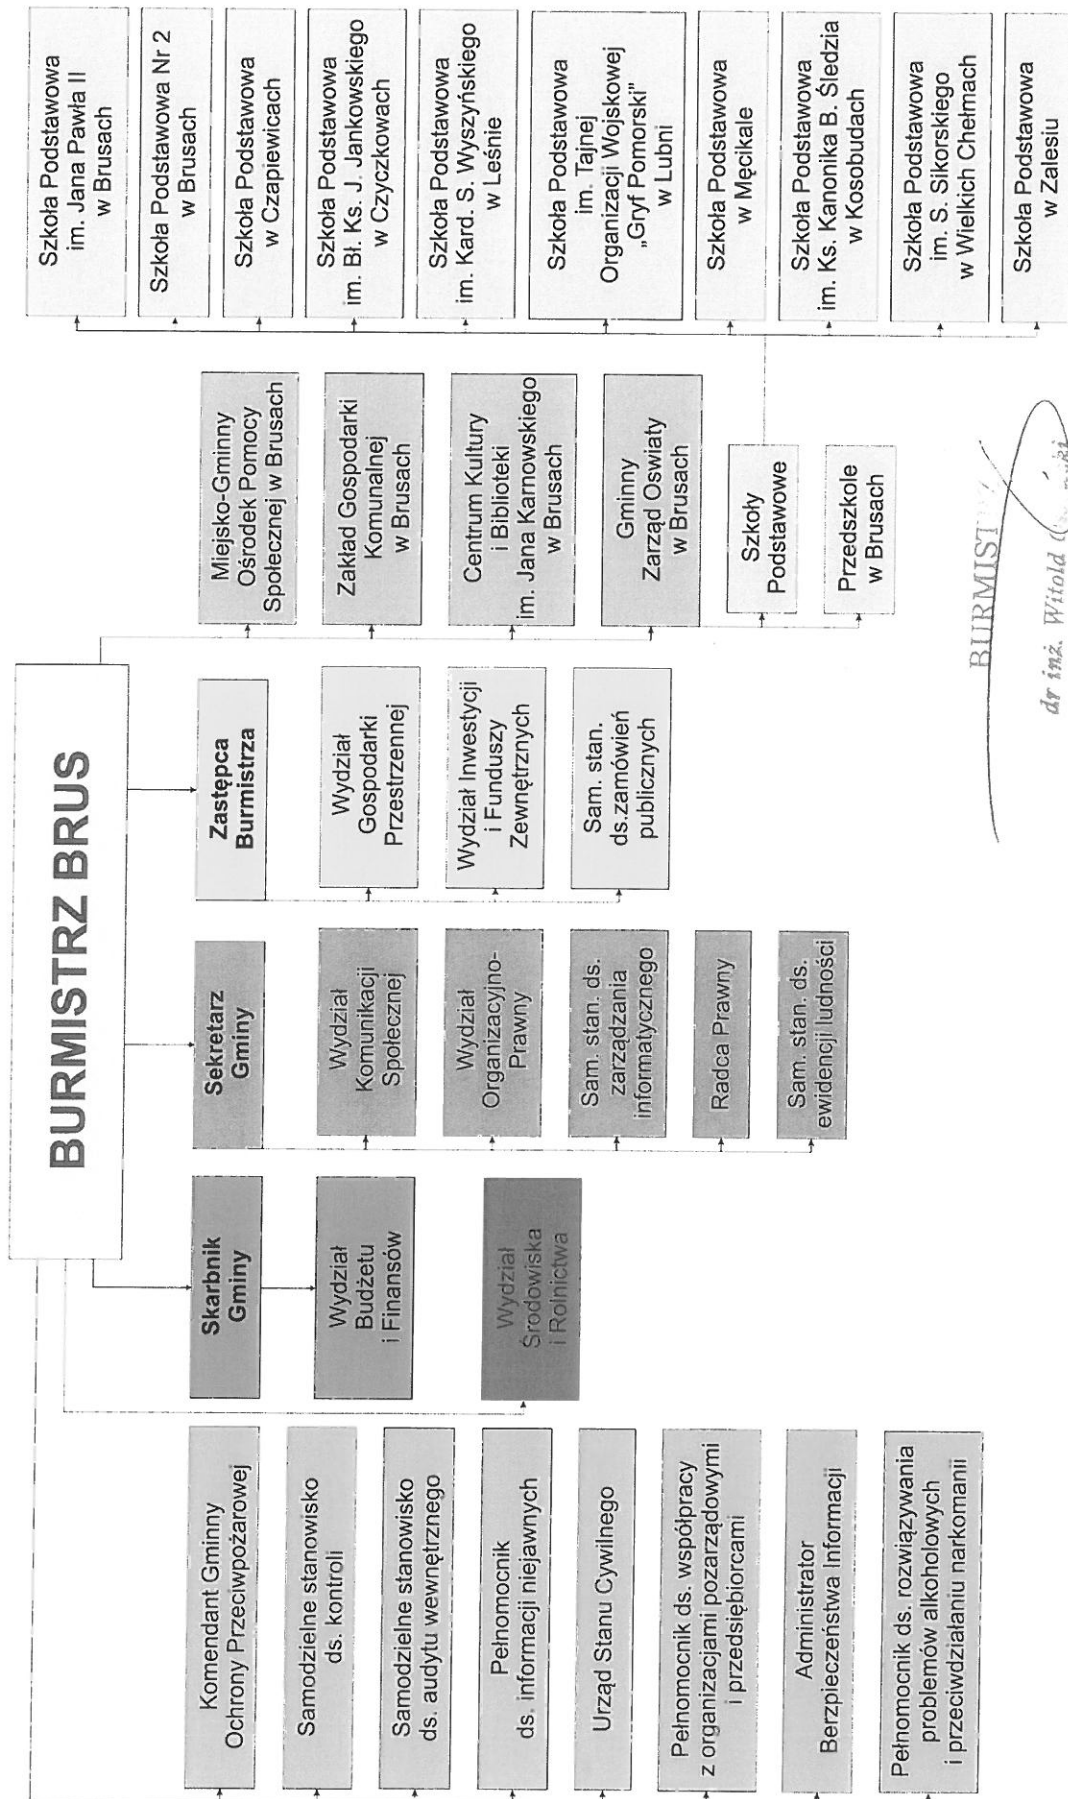 BURMISTRZ BRUS
Komendant Gminny
Ochrony Przeciwpożarowej
Samodzielne stanowisko
ds. kontroli
Samodzielne stanowisko
ds. audytu wewnętrznego
Pełnomocnik
ds. informacji niejawnych
Urząd Stanu Cywilnego
Pełnomocnik ds. współpracy
z organizacjami pozarządowymi
i przedsiębiorcami
Administrator
Berzpieczeństwa Informacji
Pełnomocnik ds. rozwiązywania
problemów alkoholowych
i przeciwdziałaniu narkomanii
Skarbnik
Gminy
Wydział
Budżetu
i Finansów
Wydział
Środowiska
i Rolnictwa
Sekretarz
Gminy
Wydział
Komunikacji
Społecznej
Wydział
Organizacyjno-
Prawny
Sam. stan. ds.
zarządzania
informatycznego
Radca Prawny
Sam. stan. ds.
ewidencji ludności
Zastępca
Burmistrza
Wydział
Gospodarki
Przestrzennej
Wydział Inwestycji
i Funduszy
Zewnętrznych
Sam. stan.
ds.zamówień
publicznych
Miejsko-Gminny
Ośrodek Pomocy
Społecznej w Brusach
Zakład Gospodarki
Komunalnej
w Brusach
Centrum Kultury
i Biblioteki
im. Jana Karnowskiego
w Brusach
Gminny
Zarząd Oświaty
w Brusach
Szkoły
Podstawowe
Przedszkole
w Brusach
Szkoła Podstawowa
im. Jana Pawła II
w Brusach
Szkoła Podstawowa Nr 2
w Brusach
Szkoła Podstawowa
w Czapiewicach
Szkoła Podstawowa
im. Bł. Ks. J. Jankowskiego
w Czyczkowach
Szkoła Podstawowa
im. Kard. S. Wyszyńskiego
w Leśnie
Szkoła Podstawowa
im. Tajnej
Organizacji Wojskowej
„Gryf Pomorski"
w Lubni
Szkoła Podstawowa
w Męcikale
Szkoła Podstawowa
im. Ks. Kanonika B. Śledzia
w Kosobudach
Szkoła Podstawowa
im. S. Sikorskiego
w Wielkich Chełmach
Szkoła Podstawowa
w Zalesiu
dr inż. Witold